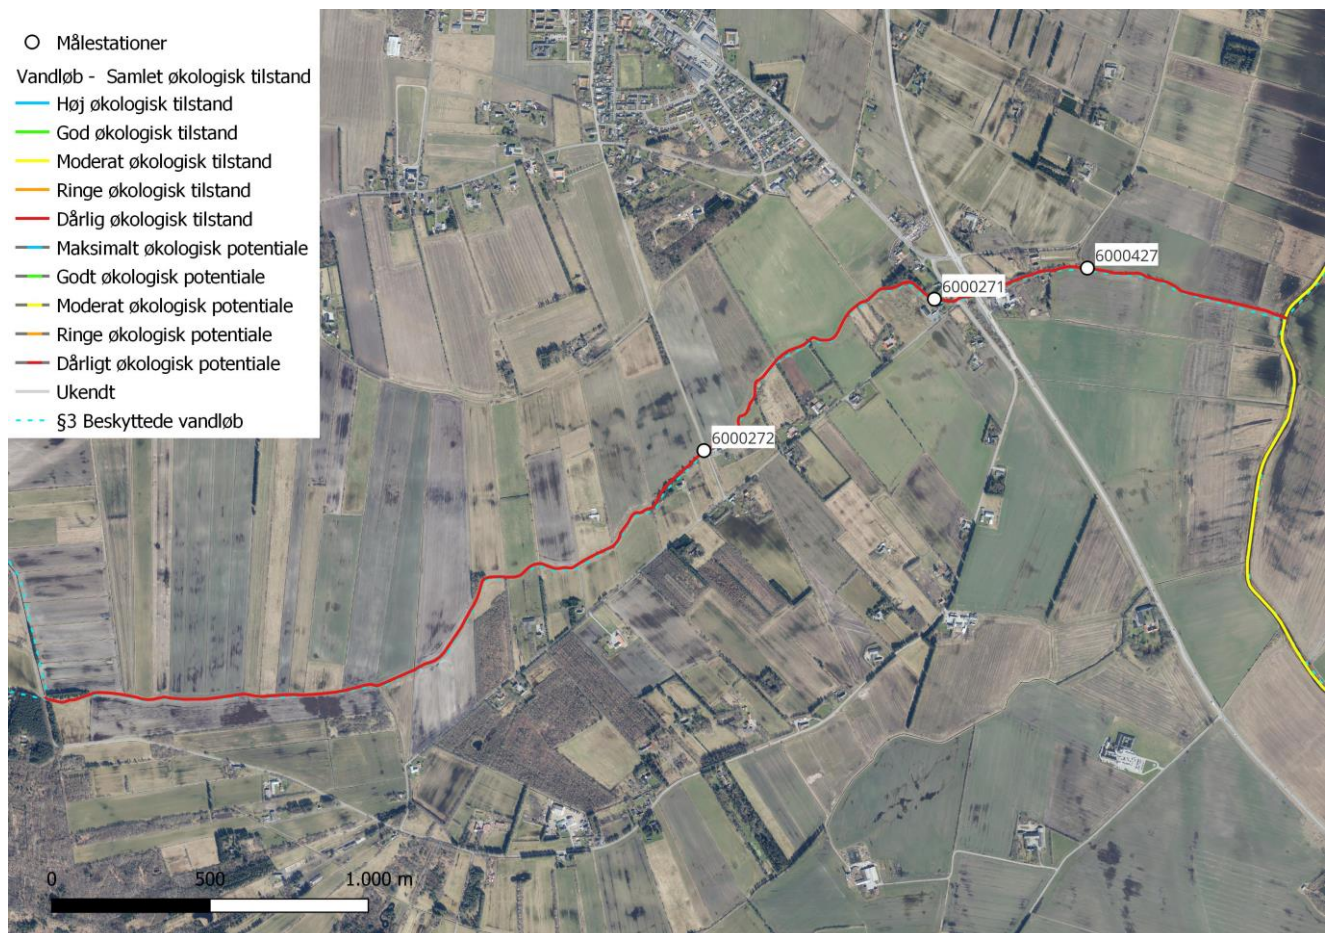 Målestationer
Vandløb - Samlet økologisk tilstand
Høj økologisk tilstand
God økologisk tilstand
Moderat økologisk tilstand
Ringe økologisk tilstand
Dårlig økologisk tilstand
Maksimalt økologisk potentiale
Godt økologisk potentiale
Moderat økologisk potentiale
Ringe økologisk potentiale
Dårligt økologisk potentiale
Ukendt
§3 Beskyttede vandløb
6000427
6000271
6000272
0 500 1.000 m